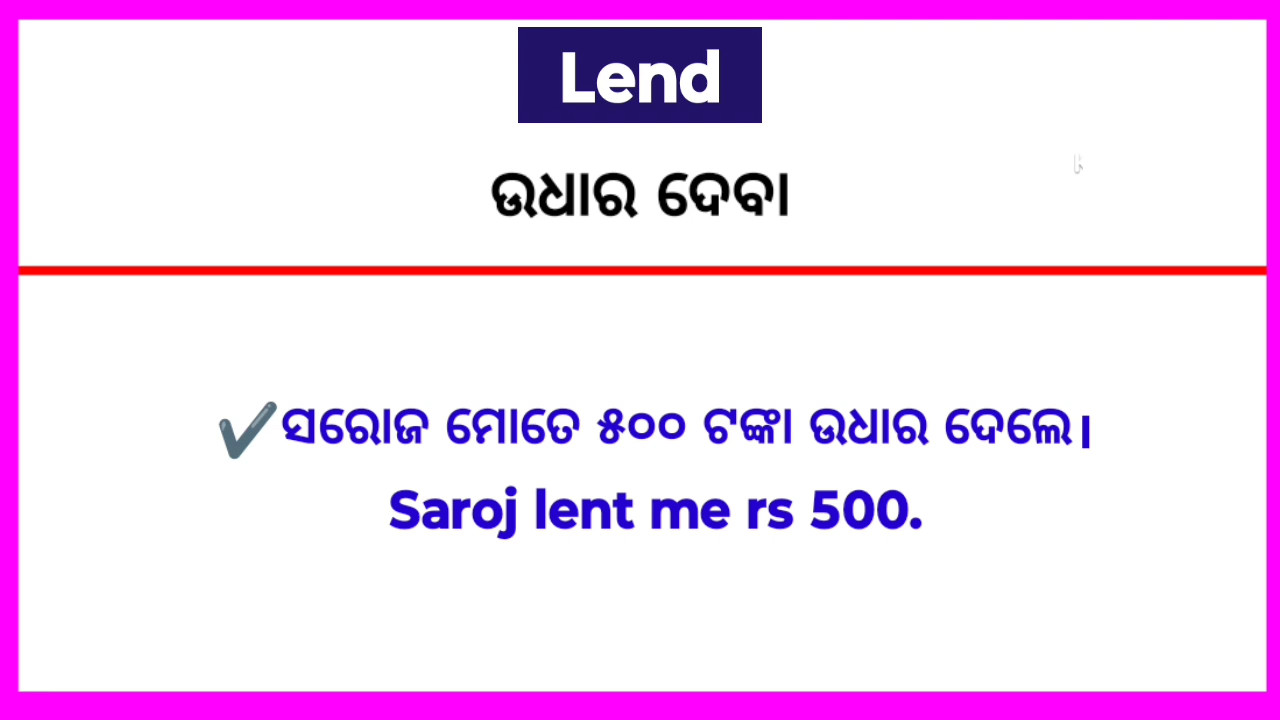 Lend
ଉଧାର ଦେବା
✔️ସରୋଜ ମୋତେ ୫୦୦ ଟଙ୍କା ଉଧାର ଦେଲେ।
Saroj lent me rs 500.